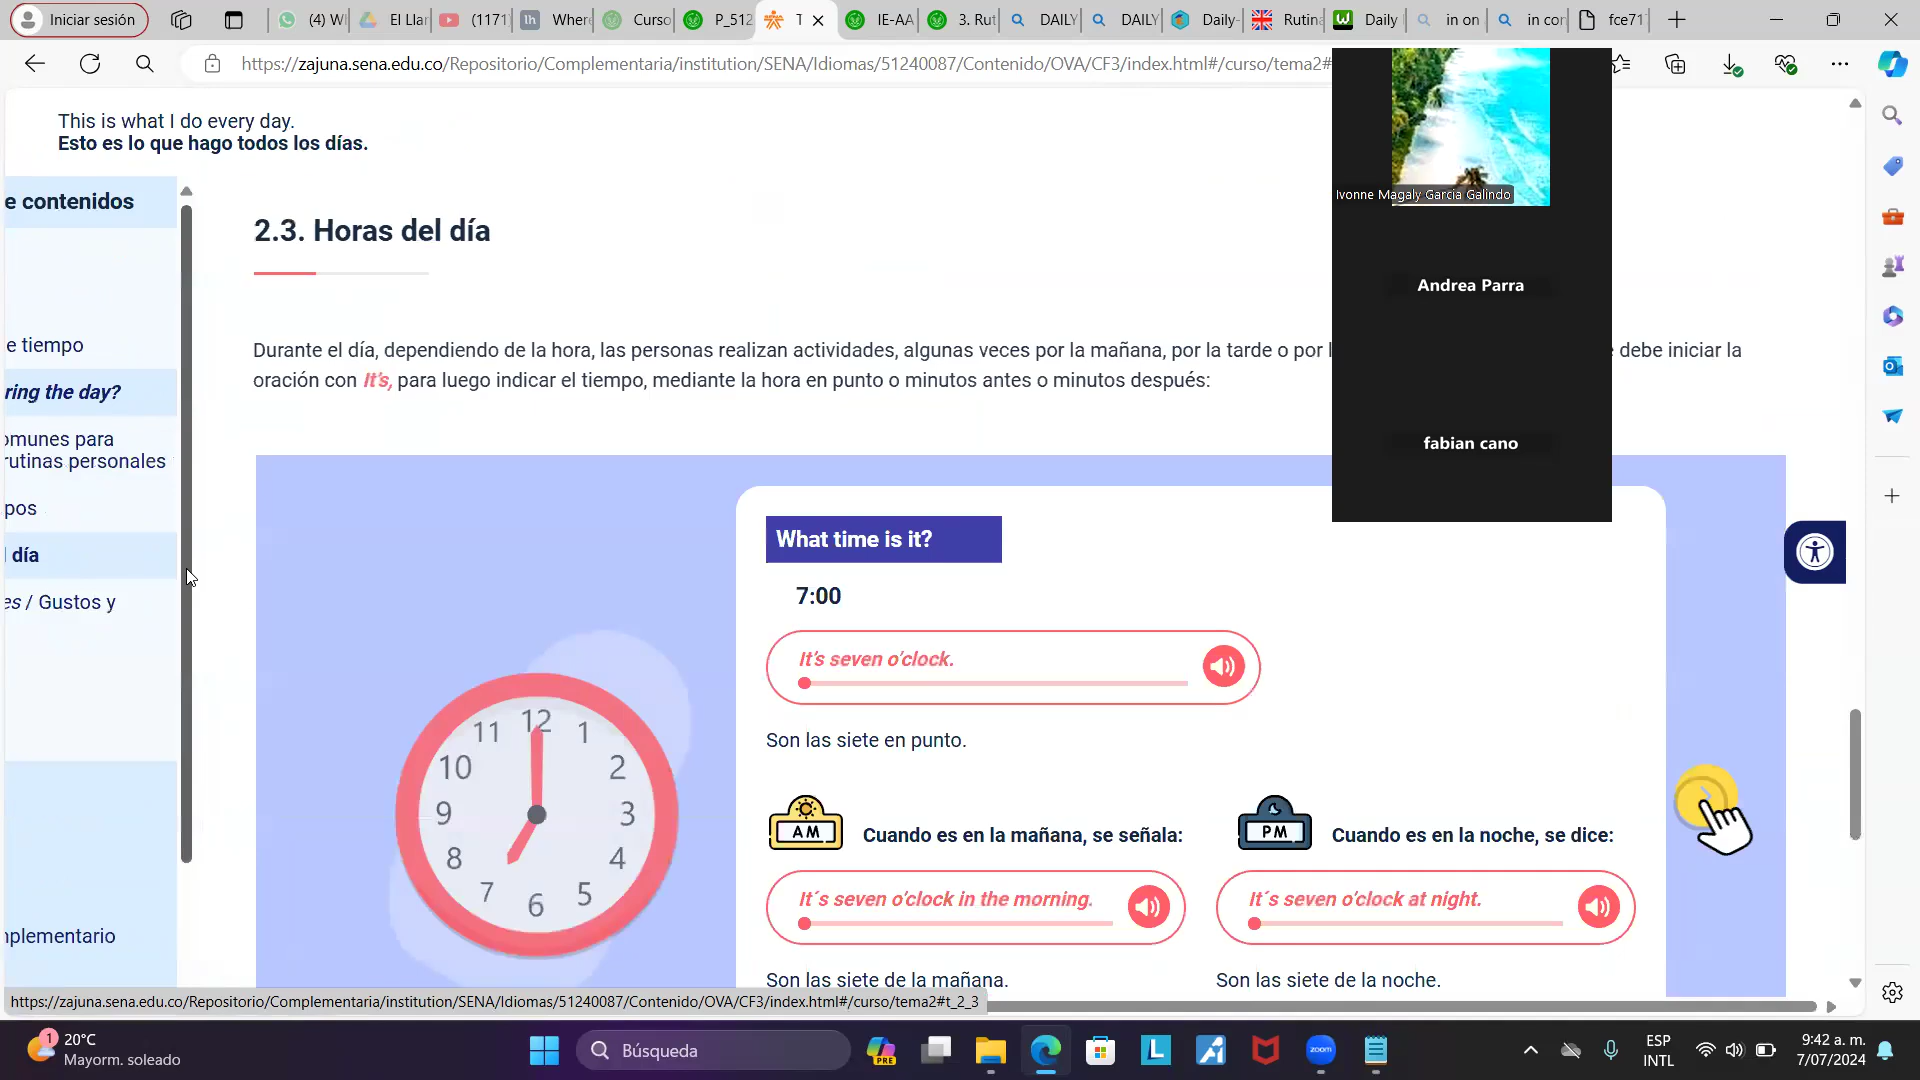 Iniciar sesión
(4) W
El Llar
(1171
lh
Where
Curso
P_512
T
IE-AA
3. Rut
DAILY
DAILY
Daily-
Rutina
Daily
in on
in cor
fce71
https://zajuna.sena.edu.co/Repositorio/Complementaria/institution/SENA/Idiomas/51240087/Contenido/OVA/CF3/index.html#/curso/tema2#
This is what I do every day.
Esto es lo que hago todos los días.
e contenidos
e tiempo
ring the day?
omunes para
rutinas personales
pos
l día
es / Gustos y
nplementario
2.3. Horas del día
Durante el día, dependiendo de la hora, las personas realizan actividades, algunas veces por la mañana, por la tarde o por l
e debe iniciar la
oración con It's, para luego indicar el tiempo, mediante la hora en punto o minutos antes o minutos después:
Ivonne Magaly Garcia Galindo
Andrea Parra
fabian cano
What time is it?
7:00
It's seven o'clock.
Son las siete en punto.
12
1
2
3
4
5
6
7
8
9
10
11
AM
Cuando es en la mañana, se señala:
PM
Cuando es en la noche, se dice:
It´s seven o'clock in the morning.
It´s seven o'clock at night.
Son las siete de la mañana.
Son las siete de la noche.
https://zajuna.sena.edu.co/Repositorio/Complementaria/institution/SENA/Idiomas/51240087/Contenido/OVA/CF3/index.html#/curso/tema2#t_2_3
1
20°C
Mayorm. soleado
Búsqueda
PRE
L
zoom
ESP
INTL
9:42 a. m.
7/07/2024